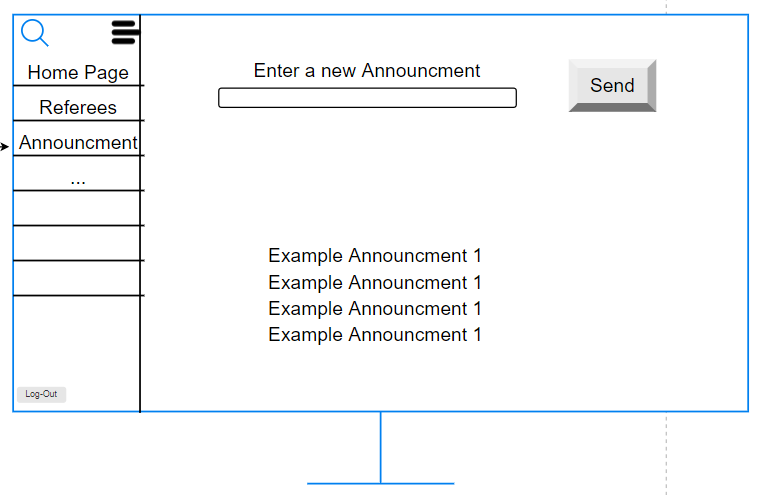 Home Page
Referees
Announcment
...
Log-Out
Enter a new Announcment
Send
Example Announcment 1
Example Announcment 1
Example Announcment 1
Example Announcment 1